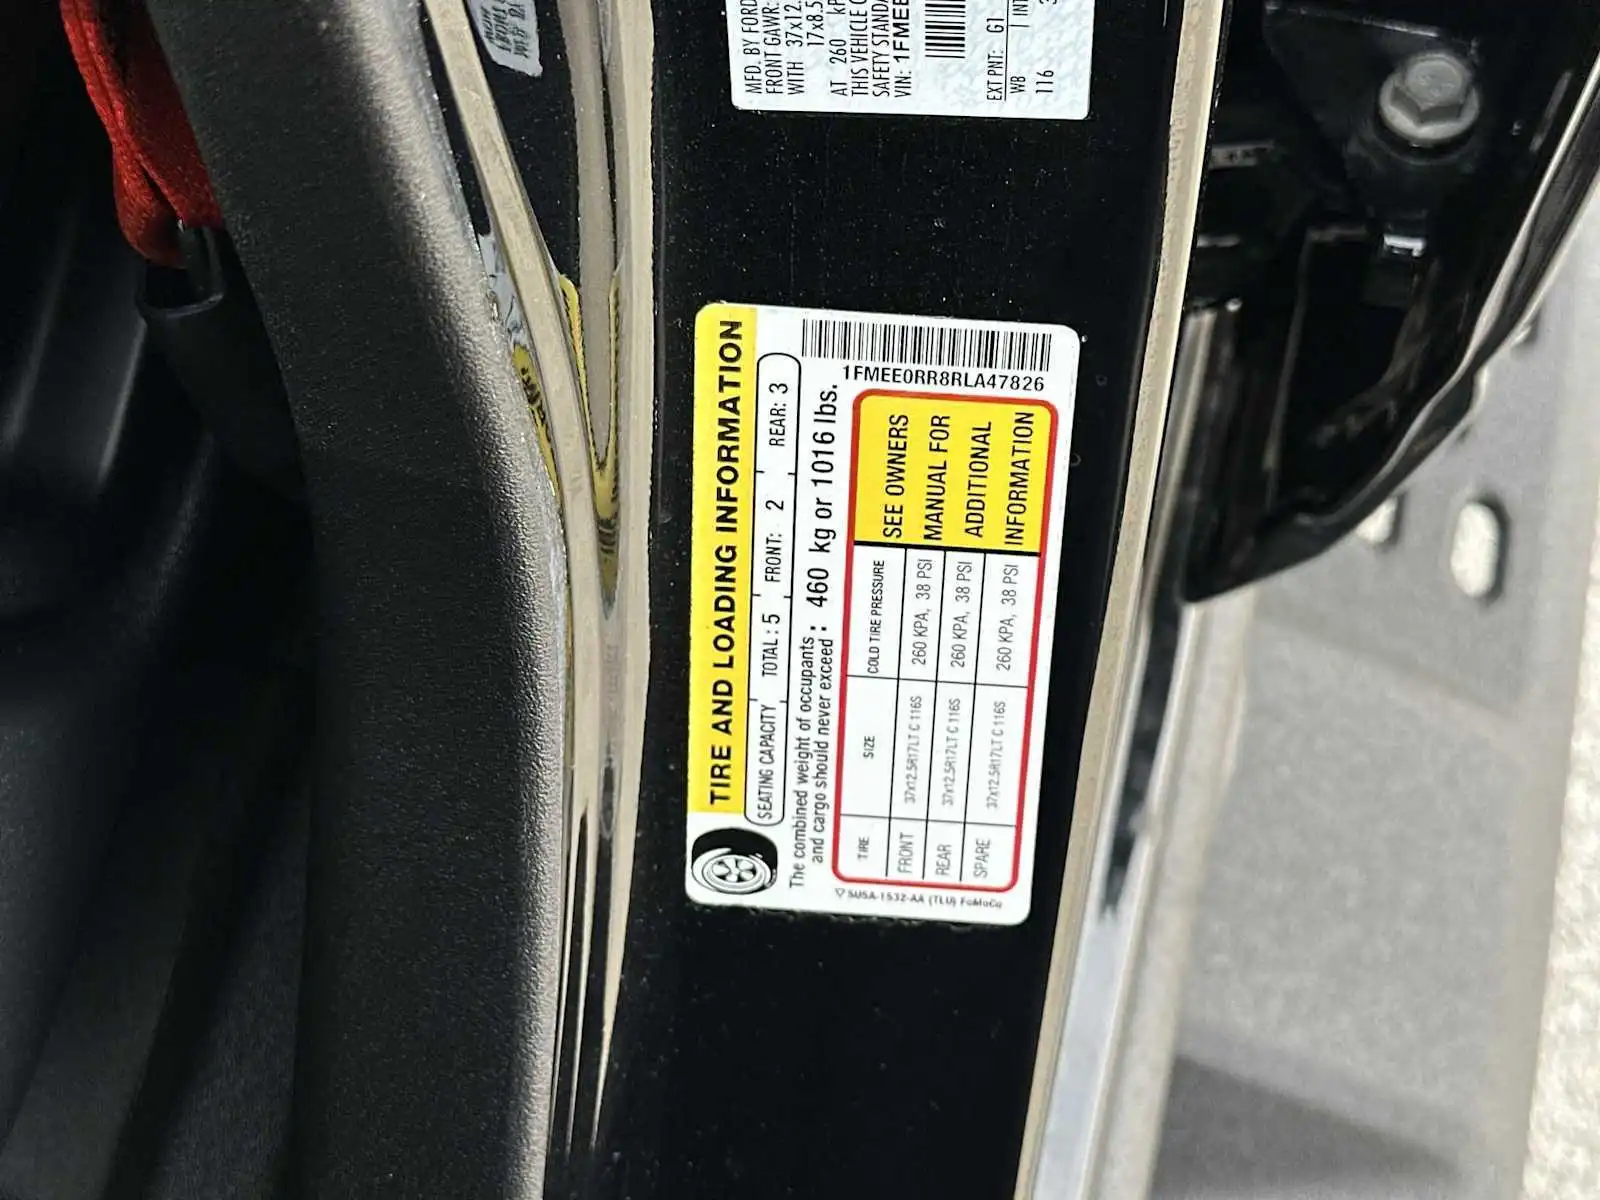 MFD. BY FORD
FRONT GAWR:
WITH 37x12.
17x8.5
AT 260 kP
THIS VEHICLE C
SAFETY STANDA
VIN: 1FMEE
EXT PNT: G1
WB INT
116 3
TIRE AND LOADING INFORMATION
SEATING CAPACITY TOTAL: 5 FRONT: 2 REAR: 3
The combined weight of occupants
and cargo should never exceed : 460 kg or 1016 lbs.
1FMEE0RR8RLA47826
TIRE SIZE COLD TIRE PRESSURE
FRONT 37x12.5R17LT C 116S 260 KPA, 38 PSI
REAR 37x12.5R17LT C 116S 260 KPA, 38 PSI
SPARE 37x12.5R17LT C 116S 260 KPA, 38 PSI
SEE OWNERS
MANUAL FOR
ADDITIONAL
INFORMATION
5U5A-1532-AA (TLU) FoMoCo